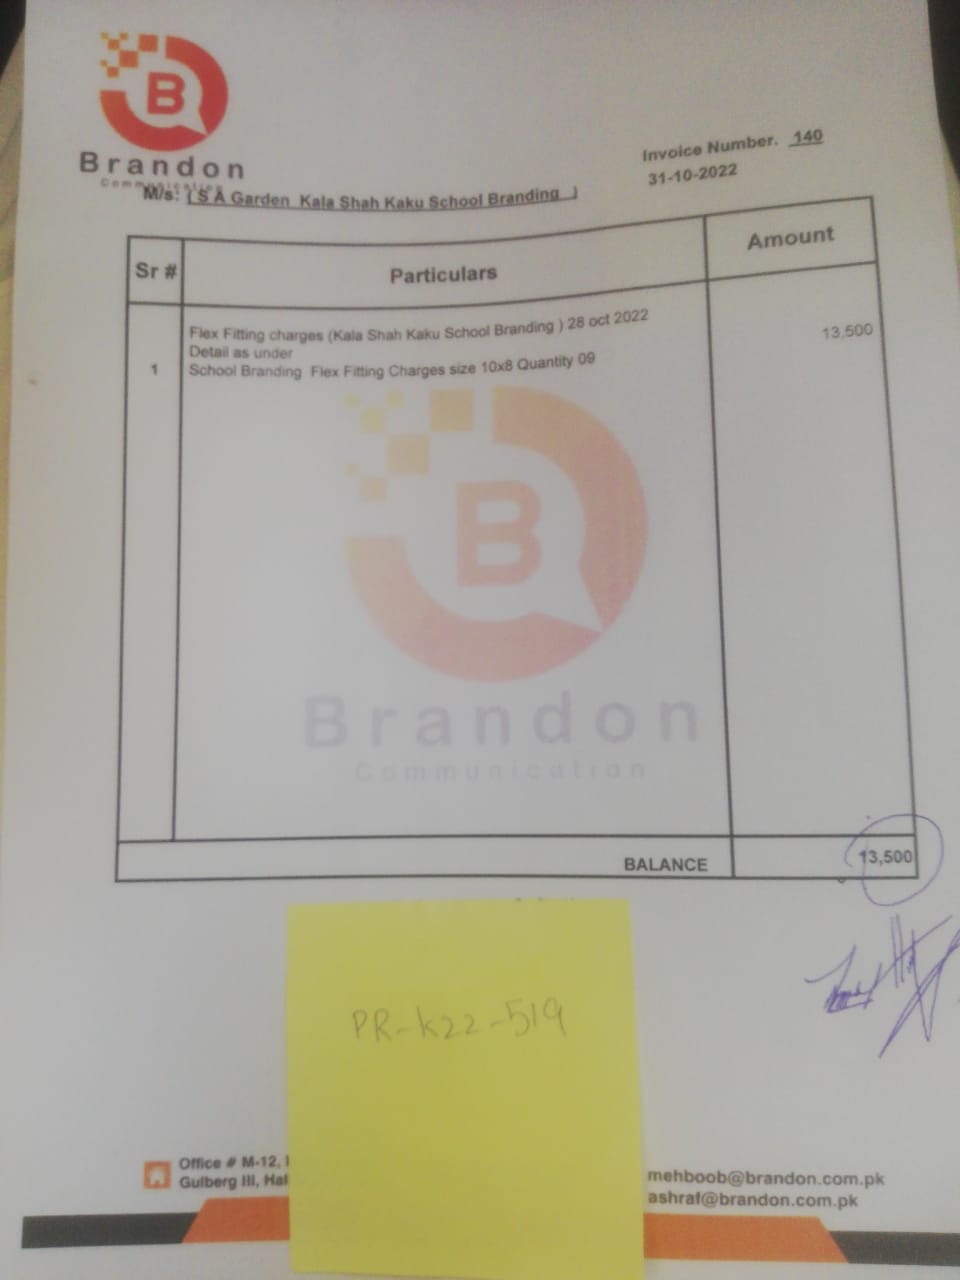 B
Brandon
Communication
Invoice Number. 140
31-10-2022
M/s: ( S A Garden Kala Shah Kaku School Branding )
Sr # Particulars Amount
Flex Fitting charges (Kala Shah Kaku School Branding ) 28 oct 2022 13,500
Detail as under
1 School Branding Flex Fitting Charges size 10x8 Quantity 09
B
Brandon
Communication
BALANCE 13,500
PR-K22-519
Office # M-12,
Gulberg III,
mehboob@brandon.com.pk
ashraf@brandon.com.pk